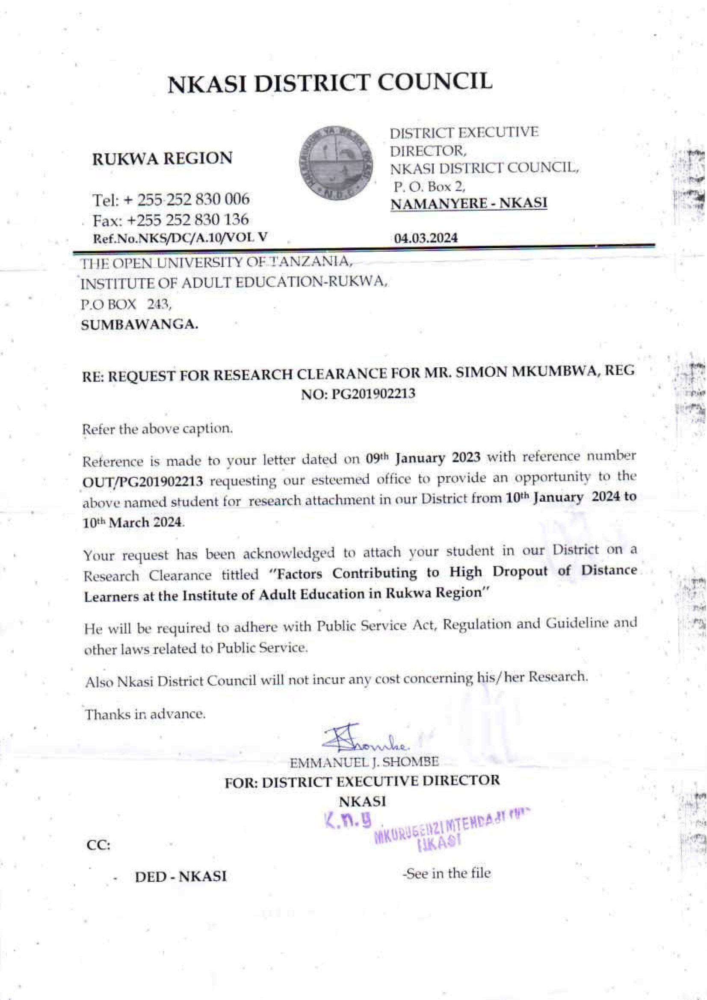 NKASI DISTRICT COUNCIL
RUKWA REGION
Tel: + 255 252 830 006
Fax: +255 252 830 136
Ref.No.NKS/DC/A.10/VOL V
YA WILAYA NKASI
N.D.C
DISTRICT EXECUTIVE
DIRECTOR,
NKASI DISTRICT COUNCIL,
P. O. Box 2,
NAMANYERE - NKASI
04.03.2024
THE OPEN UNIVERSITY OF TANZANIA,
INSTITUTE OF ADULT EDUCATION-RUKWA,
P.O BOX 243,
SUMBAWANGA.
RE: REQUEST FOR RESEARCH CLEARANCE FOR MR. SIMON MKUMBWA, REG
NO: PG201902213
Refer the above caption.
Reference is made to your letter dated on 09th January 2023 with reference number
OUT/PG201902213 requesting our esteemed office to provide an opportunity to the
above named student for research attachment in our District from 10th January 2024 to
10th March 2024.
Your request has been acknowledged to attach your student in our District on a
Research Clearance tittled "Factors Contributing to High Dropout of Distance
Learners at the Institute of Adult Education in Rukwa Region"
He will be required to adhere with Public Service Act, Regulation and Guideline and
other laws related to Public Service.
Also Nkasi District Council will not incur any cost concerning his/her Research.
Thanks in advance.
Shombe.
EMMANUEL J. SHOMBE
FOR: DISTRICT EXECUTIVE DIRECTOR
NKASI
K.n.y
MKURUGENZI MTENDAJI
NKASI
CC:
- DED - NKASI -See in the file